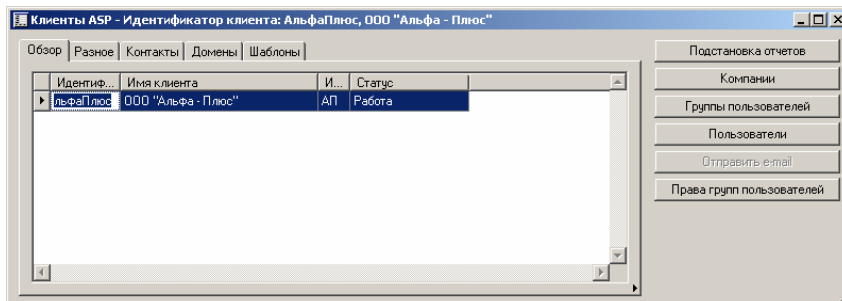 Клиенты ASP - Идентификатор клиента: АльфаПлюс, ООО "Альфа - Плюс"
Обзор Разное Контакты Домены Шаблоны
Идентиф... Имя клиента И... Статус
льфаПлюс ООО "Альфа - Плюс" АП Работа
Подстановка отчетов
Компании
Группы пользователей
Пользователи
Отправить e-mail
Права групп пользователей